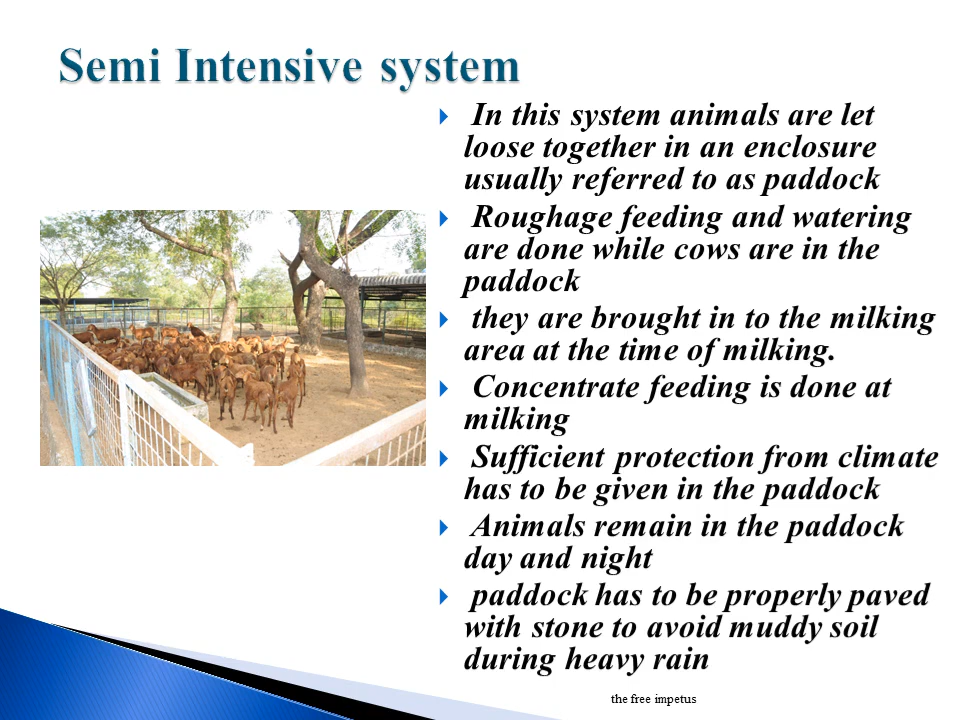 Semi Intensive system
In this system animals are let
loose together in an enclosure
usually referred to as paddock
Roughage feeding and watering
are done while cows are in the
paddock
they are brought in to the milking
area at the time of milking.
Concentrate feeding is done at
milking
Sufficient protection from climate
has to be given in the paddock
Animals remain in the paddock
day and night
paddock has to be properly paved
with stone to avoid muddy soil
during heavy rain
the free impetus